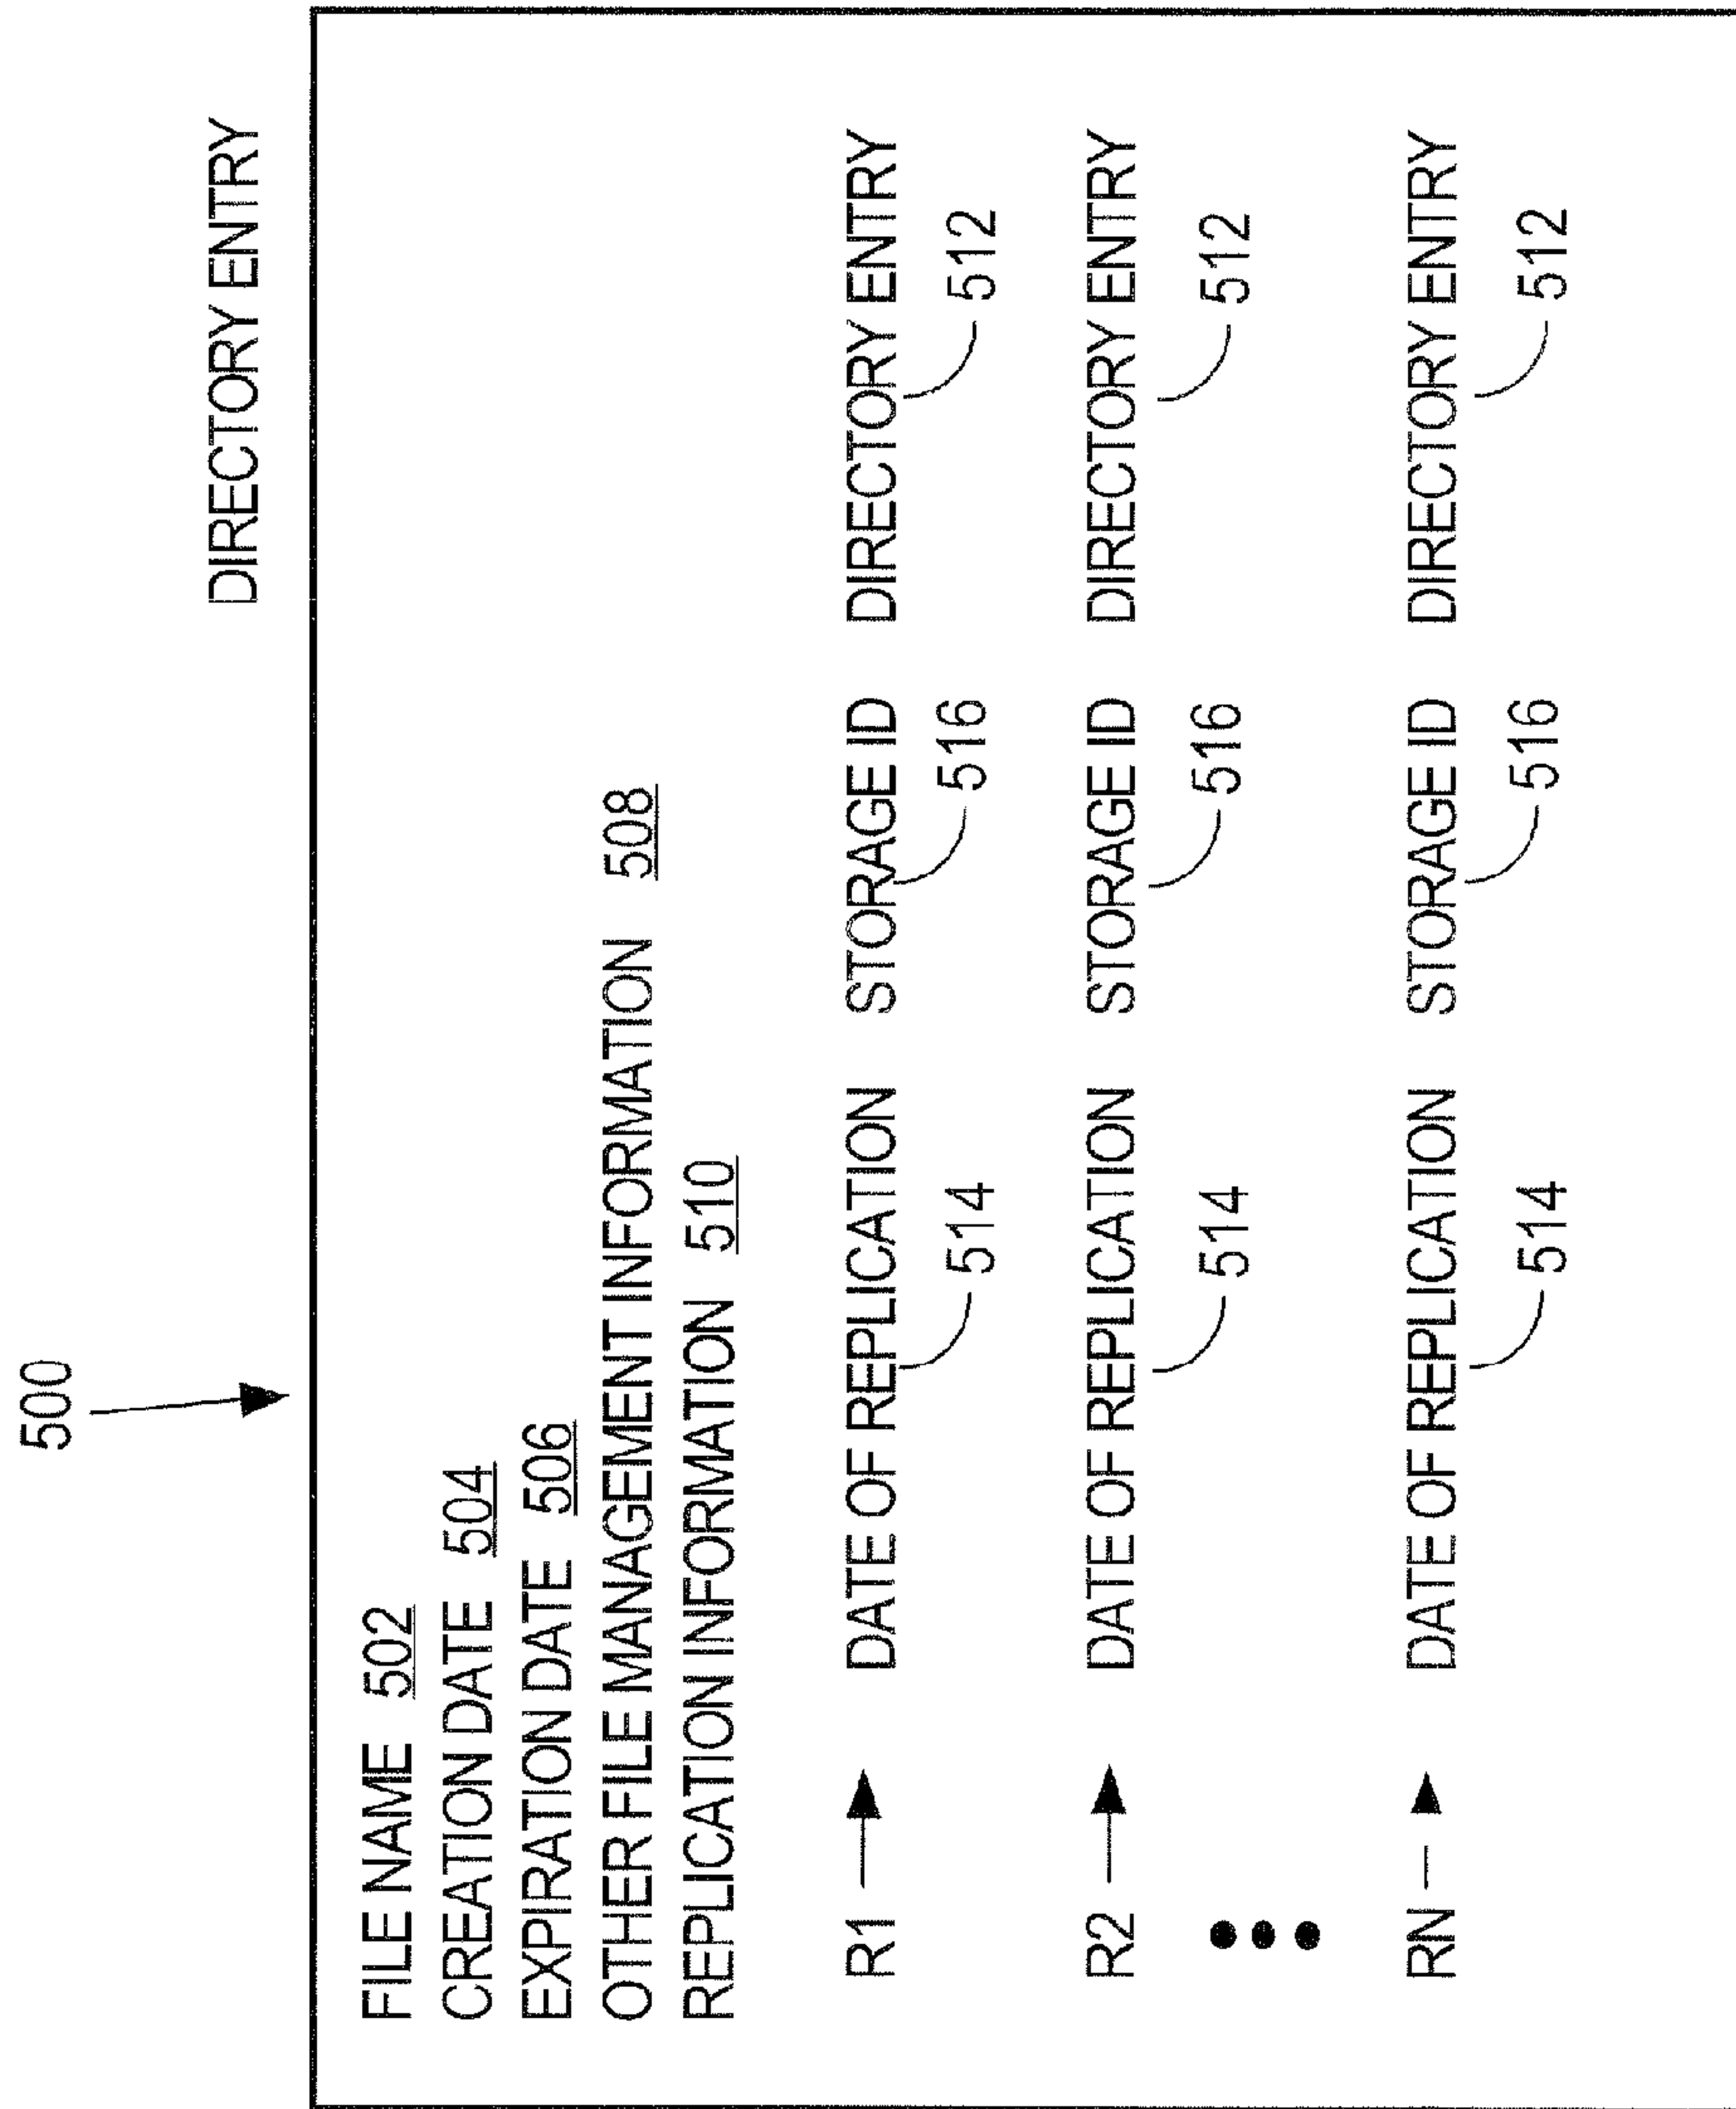 500
DIRECTORY ENTRY
FILE NAME 502
CREATION DATE 504
EXPIRATION DATE 506
OTHER FILE MANAGEMENT INFORMATION 508
REPLICATION INFORMATION 510
R1 DATE OF REPLICATION STORAGE ID DIRECTORY ENTRY
514 516 512
R2 DATE OF REPLICATION STORAGE ID DIRECTORY ENTRY
514 516 512
RN DATE OF REPLICATION STORAGE ID DIRECTORY ENTRY
514 516 512